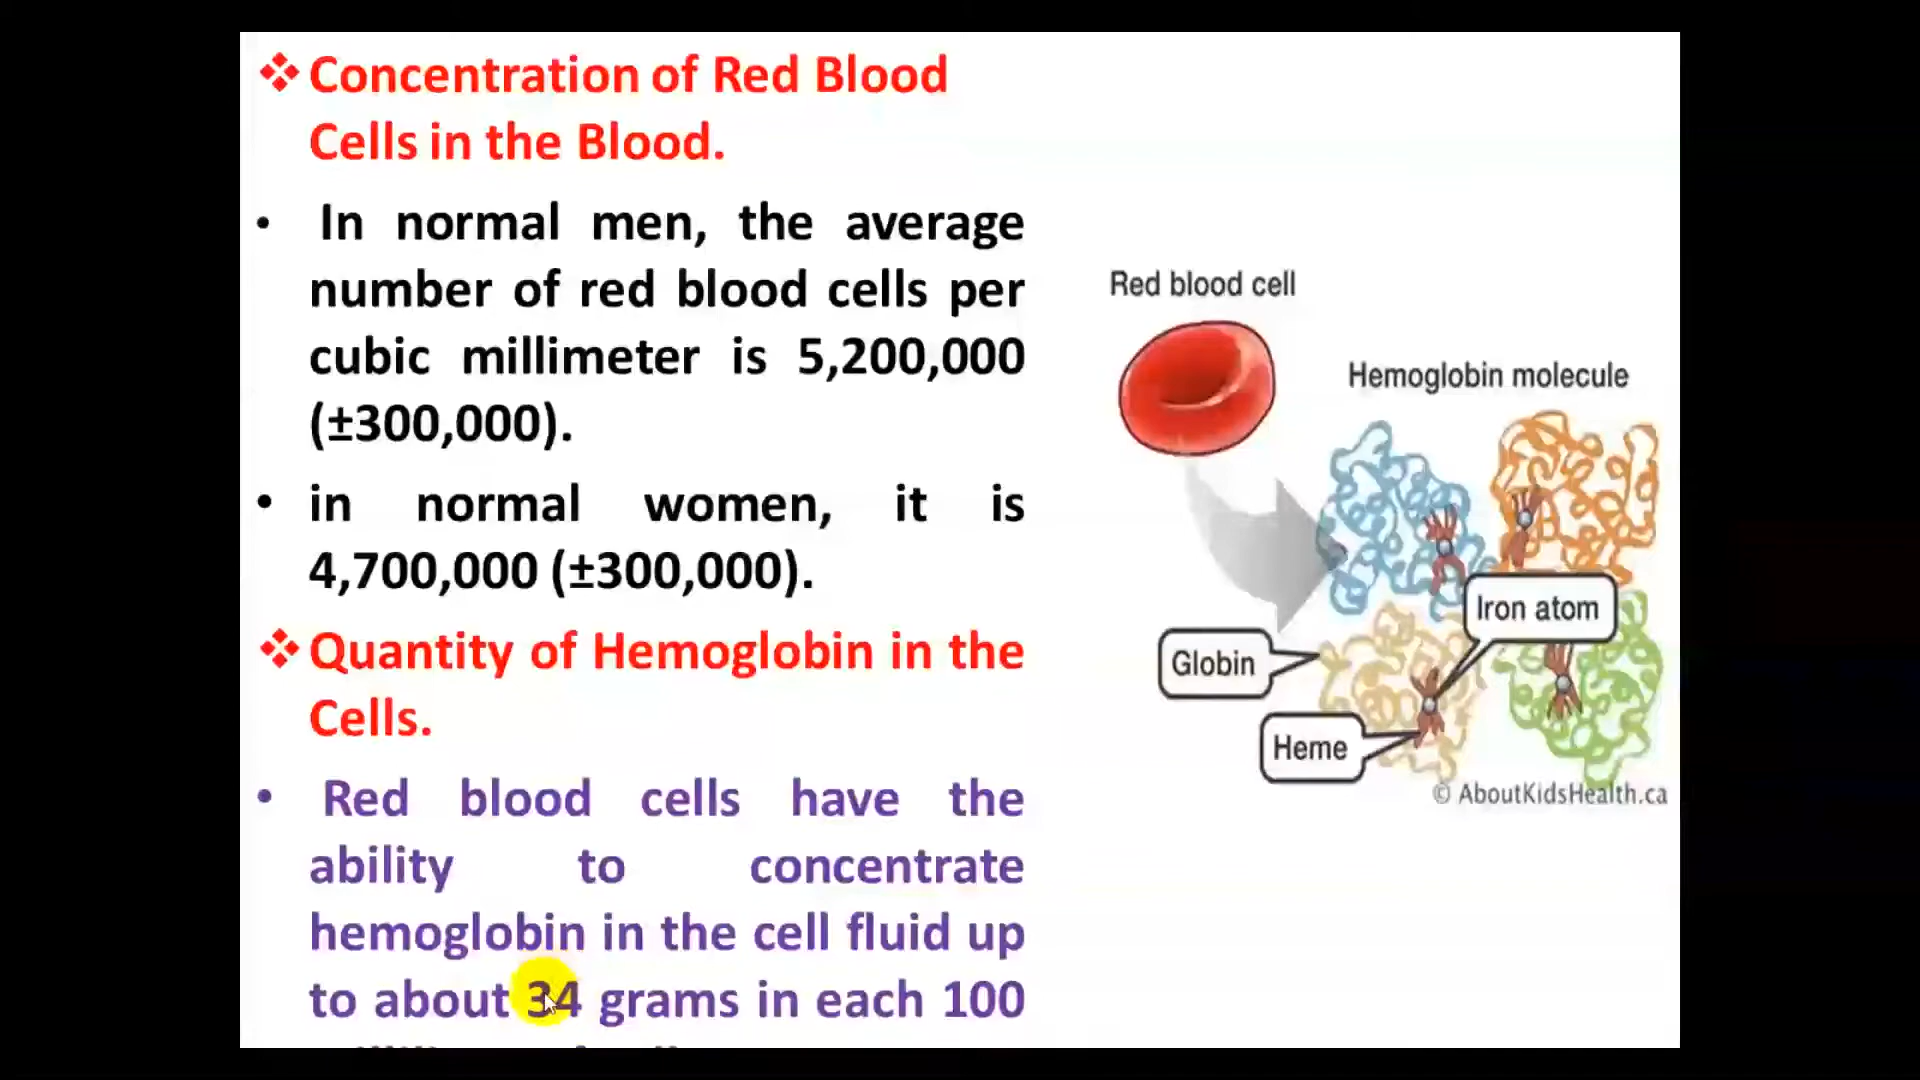 ❖ Concentration of Red Blood
Cells in the Blood.
• In normal men, the average
number of red blood cells per
cubic millimeter is 5,200,000
(±300,000).
• in normal women, it is
4,700,000 (±300,000).
❖ Quantity of Hemoglobin in the
Cells.
• Red blood cells have the
ability to concentrate
hemoglobin in the cell fluid up
to about 34 grams in each 100
Red blood cell
Hemoglobin molecule
Iron atom
Globin
Heme
© AboutKidsHealth.ca